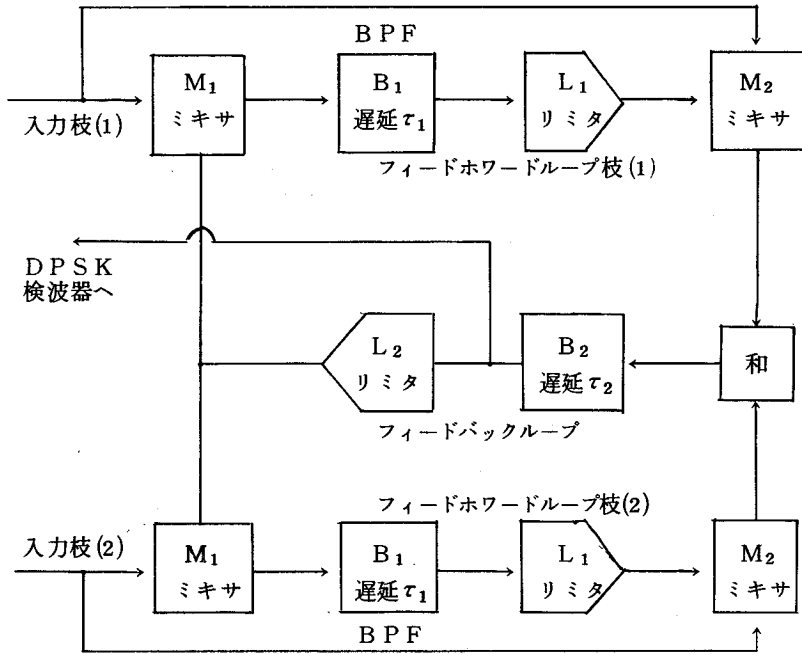 BPF
M₁
ミキサ
B₁
遅延τ₁
L₁
リミタ
M₂
ミキサ
入力枝(1)
フィードホワードループ枝(1)
DPSK
検波器へ
L₂
リミタ
B₂
遅延τ₂
和
フィードバックループ
フィードホワードループ枝(2)
入力枝(2)
M₁
ミキサ
B₁
遅延τ₁
L₁
リミタ
M₂
ミキサ
BPF